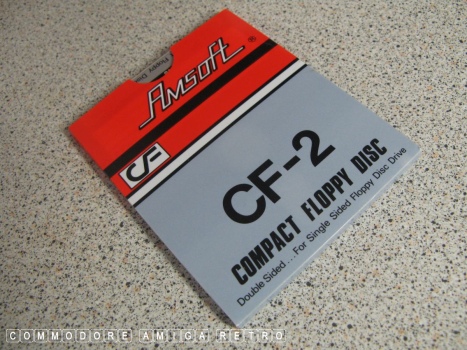 Amsoft ®
CF
CF-2
COMPACT FLOPPY DISC
Double Sided...For Single Sided Floppy Disc Drive
COMMODORE AMIGA RETRO